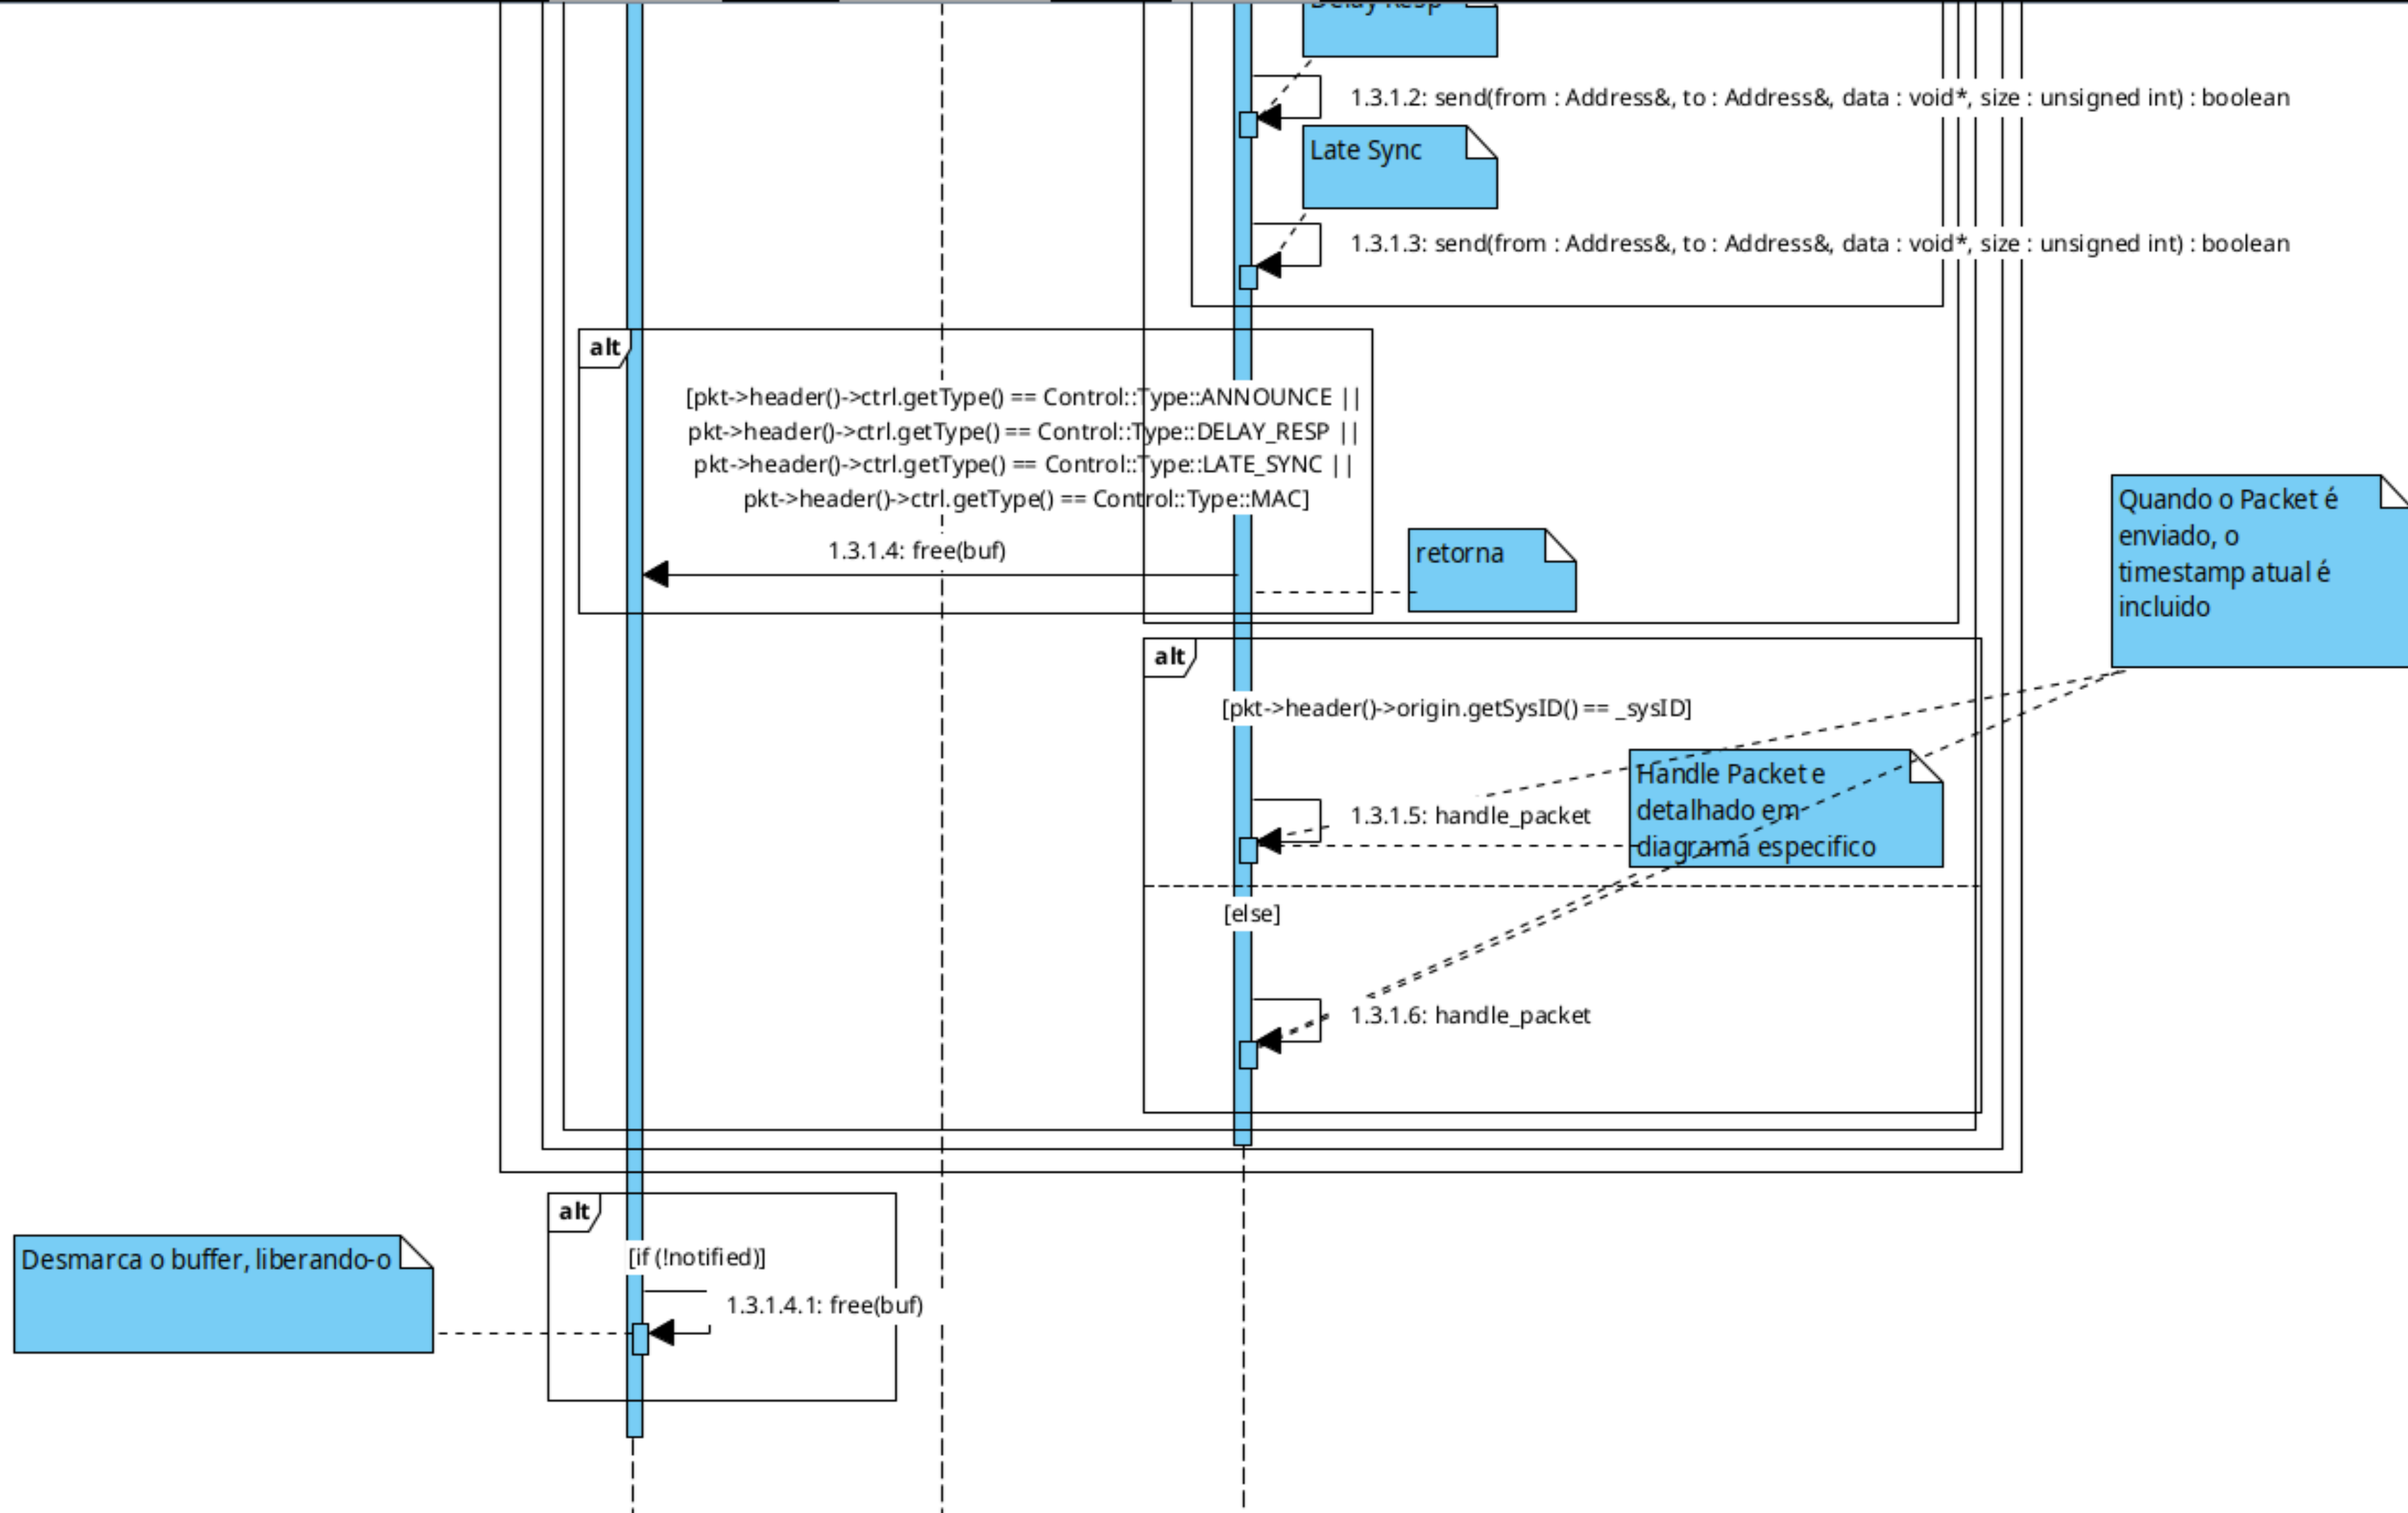 Delay Resp
1.3.1.2: send(from : Address&, to : Address&, data : void*, size : unsigned int) : boolean
Late Sync
1.3.1.3: send(from : Address&, to : Address&, data : void*, size : unsigned int) : boolean
alt
[pkt->header()->ctrl.getType() == Control::Type::ANNOUNCE ||
pkt->header()->ctrl.getType() == Control::Type::DELAY_RESP ||
pkt->header()->ctrl.getType() == Control::Type::LATE_SYNC ||
pkt->header()->ctrl.getType() == Control::Type::MAC]
1.3.1.4: free(buf)
retorna
Quando o Packet é
enviado, o
timestamp atual é
incluido
alt
[pkt->header()->origin.getSysID() == _sysID]
Handle Packet e
detalhado em
diagrama especifico
1.3.1.5: handle_packet
[else]
1.3.1.6: handle_packet
alt
Desmarca o buffer, liberando-o
[if (!notified)]
1.3.1.4.1: free(buf)